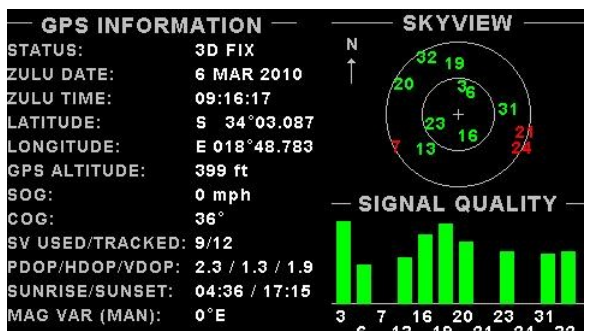 GPS INFORMATION
STATUS: 3D FIX
ZULU DATE: 6 MAR 2010
ZULU TIME: 09:16:17
LATITUDE: S 34°03.087
LONGITUDE: E 018°48.783
GPS ALTITUDE: 399 ft
SOG: 0 mph
COG: 36°
SV USED/TRACKED: 9/12
PDOP/HDOP/VDOP: 2.3 / 1.3 / 1.9
SUNRISE/SUNSET: 04:36 / 17:15
MAG VAR (MAN): 0°E
SKYVIEW
N
32 19
20 3 6
31
23 16 21
7 13 24
SIGNAL QUALITY
3 7 16 20 23 31